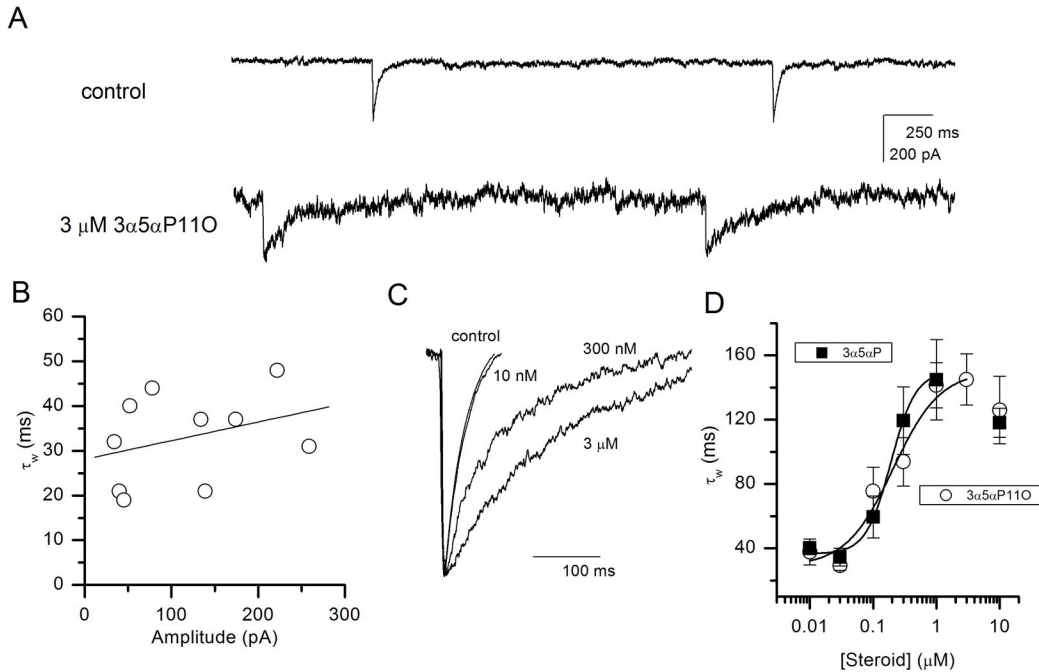 A
control
250 ms
200 pA
3 μM 3α5αP11O
B
60
50
40
30
20
10
0
τw (ms)
0 100 200 300
Amplitude (pA)
C
control
10 nM
300 nM
3 μM
100 ms
D
160
120
80
40
τw (ms)
3α5αP
3α5αP11O
0.01 0.1 1 10
[Steroid] (μM)